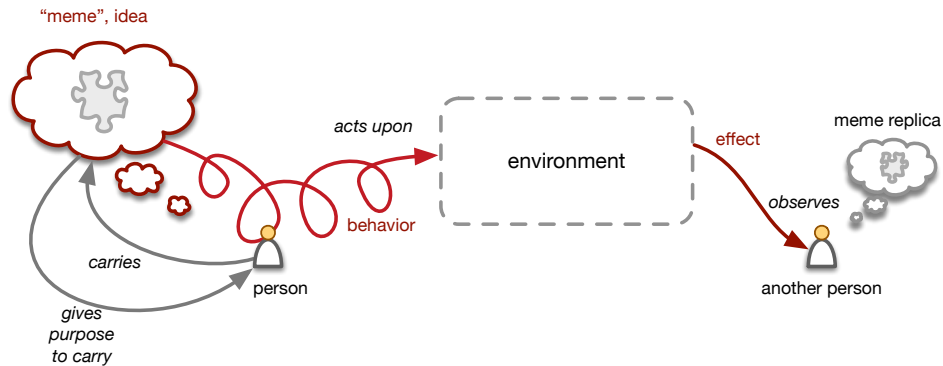 “meme”, idea
acts upon
environment
effect
meme replica
observes
behavior
carries
person
another person
gives
purpose
to carry